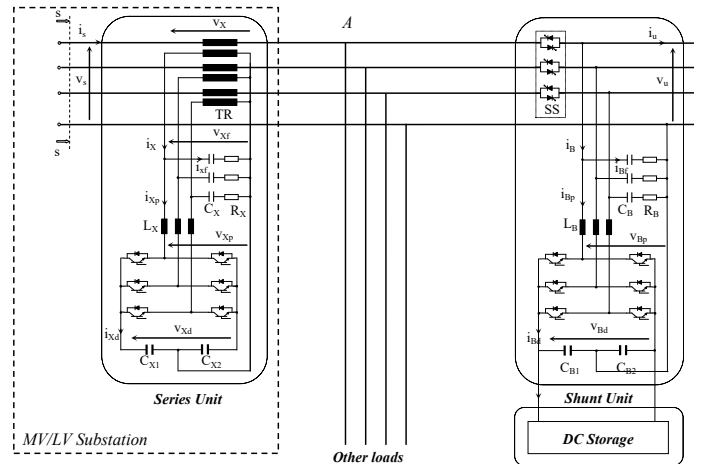 s
i_s
v_s
s
v_X
TR
v_Xf
i_X
i_xf
i_Xp
C_X
R_X
L_X
v_Xp
v_Xd
i_Xd
C_X1
C_X2
Series Unit
MV/LV Substation
A
Other loads
SS
i_u
v_u
i_B
i_Bf
i_Bp
C_B
R_B
L_B
v_Bp
v_Bd
i_Bd
C_B1
C_B2
Shunt Unit
DC Storage